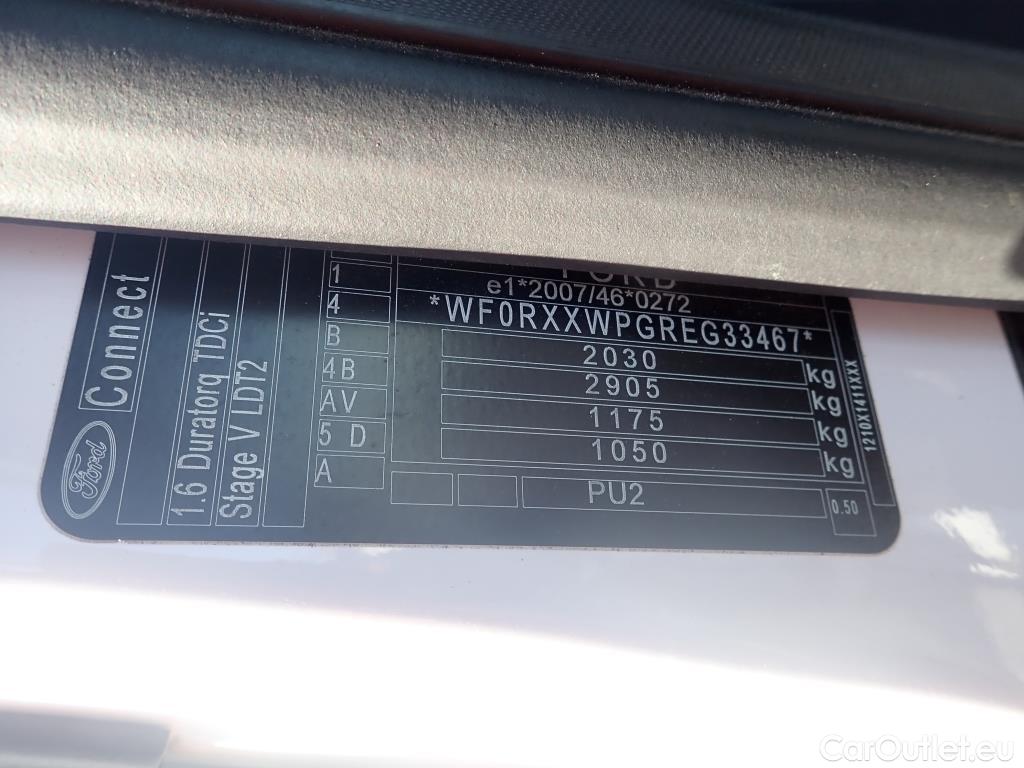 FORD
e1*2007/46*0272
*WF0RXXWPGREG33467*
2030 kg
2905 kg
1175 kg
1050 kg
PU2
0.50
1210X1411XXX
1
4
B
4B
AV
5 D
A
Connect
1.6 Duratorq TDCi
Stage V LDT2
Ford
CarOutlet.eu